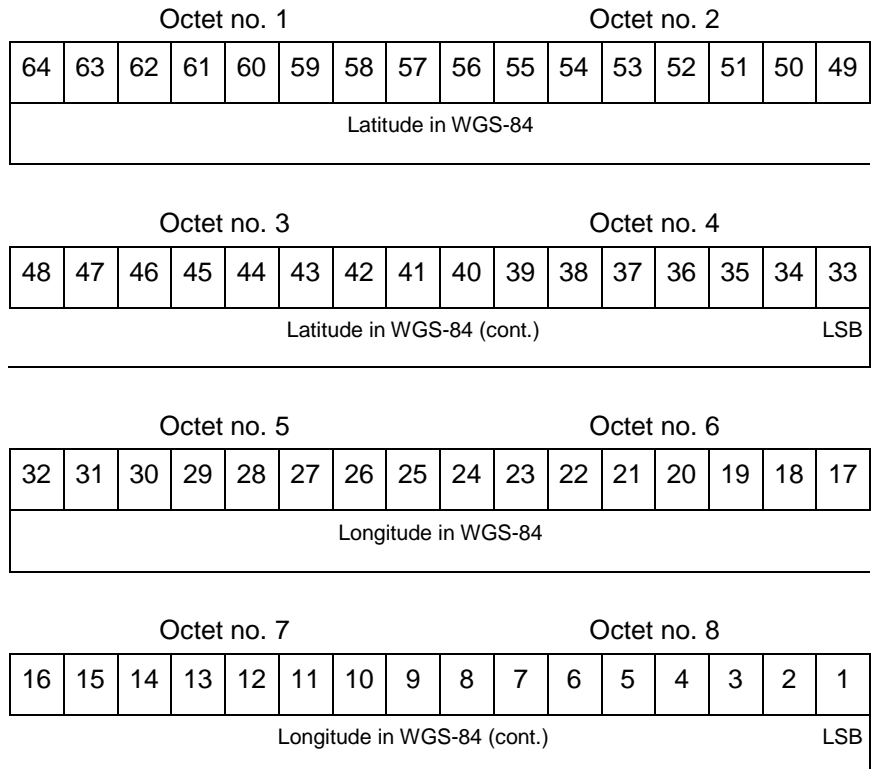 Octet no. 1 Octet no. 2
64 63 62 61 60 59 58 57 56 55 54 53 52 51 50 49
Latitude in WGS-84
Octet no. 3 Octet no. 4
48 47 46 45 44 43 42 41 40 39 38 37 36 35 34 33
Latitude in WGS-84 (cont.) LSB
Octet no. 5 Octet no. 6
32 31 30 29 28 27 26 25 24 23 22 21 20 19 18 17
Longitude in WGS-84
Octet no. 7 Octet no. 8
16 15 14 13 12 11 10 9 8 7 6 5 4 3 2 1
Longitude in WGS-84 (cont.) LSB